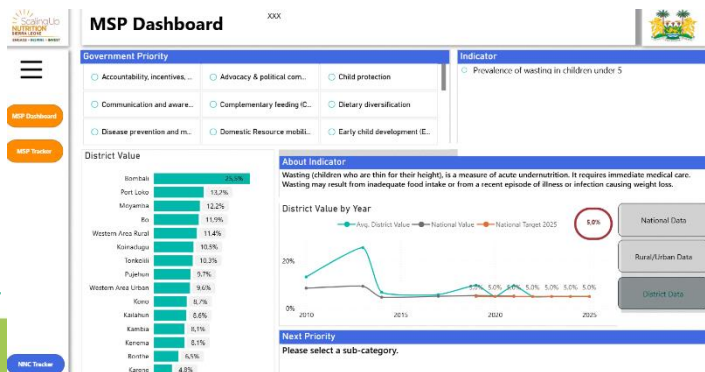 Scaling Up
NUTRITION
SIERRA LEONE
MSP Dashboard
xxx
Government Priority
Accountability, incentives, ...
Advocacy & political com...
Child protection
Communication and aware...
Complementary feeding (C...
Dietary diversification
Disease prevention and m...
Domestic Resource mobili...
Early child development (E...
Indicator
Prevalence of wasting in children under 5
MSP Dashboard
MSP Tracker
NNC Tracker
District Value
Bombali 25,5%
Port Loko 13,2%
Moyamba 12,2%
Bo 11,9%
Western Area Rural 11,4%
Koinadugu 10,3%
Tonkolili 10,3%
Pujehun 9,7%
Western Area Urban 9,6%
Kono 8,7%
Kailahun 8,6%
Kambia 8,1%
Kenema 8,1%
Bonthe 6,5%
Karene 4,8%
About Indicator
Wasting (children who are thin for their height), is a measure of acute undernutrition. It requires immediate medical care.
Wasting may result from inadequate food intake or from a recent episode of illness or infection causing weight loss.
District Value by Year
Avg. District Value National Value National Target 2025
5,0%
20%
5.0% 5.0% 5.0% 5.0% 5.0% 5.0%
0%
2010 2015 2020 2025
National Data
Rural/Urban Data
District Data
Next Priority
Please select a sub-category.